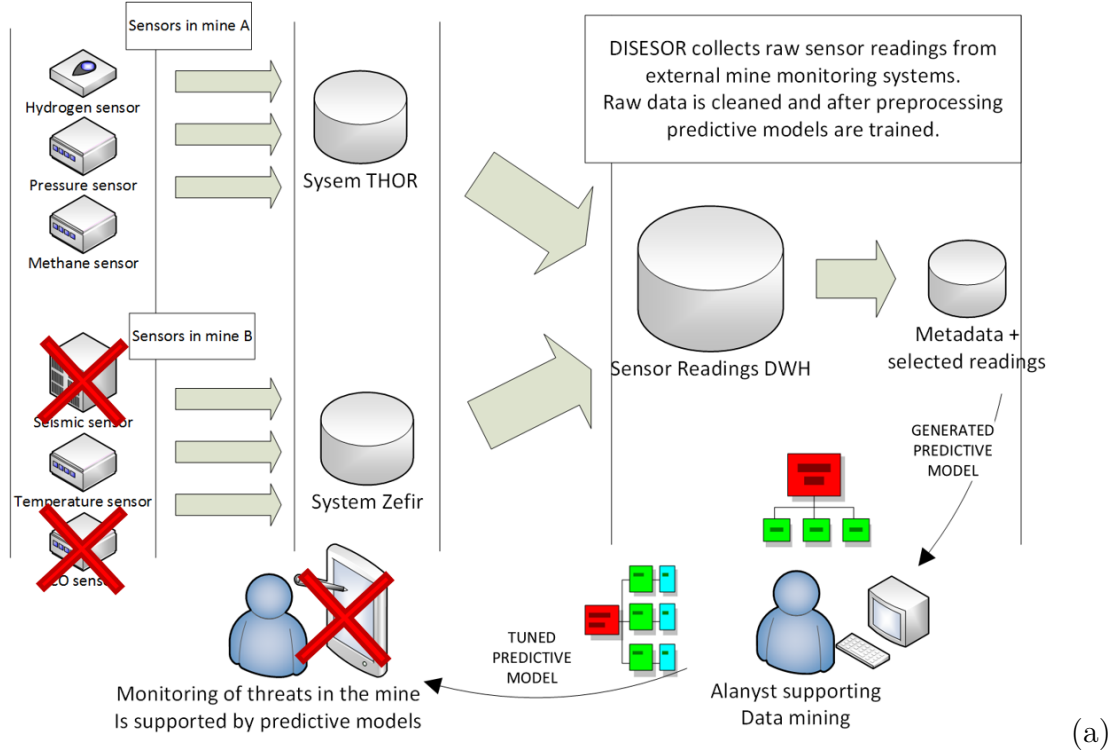 Sensors in mine A
Hydrogen sensor
Pressure sensor
Methane sensor
Sysem THOR
DISESOR collects raw sensor readings from
external mine monitoring systems.
Raw data is cleaned and after preprocessing
predictive models are trained.
Sensors in mine B
Seismic sensor
Temperature sensor
CO sensor
System Zefir
Sensor Readings DWH
Metadata +
selected readings
GENERATED
PREDICTIVE
MODEL
TUNED
PREDICTIVE
MODEL
Monitoring of threats in the mine
Is supported by predictive models
Alanyst supporting
Data mining
(a)